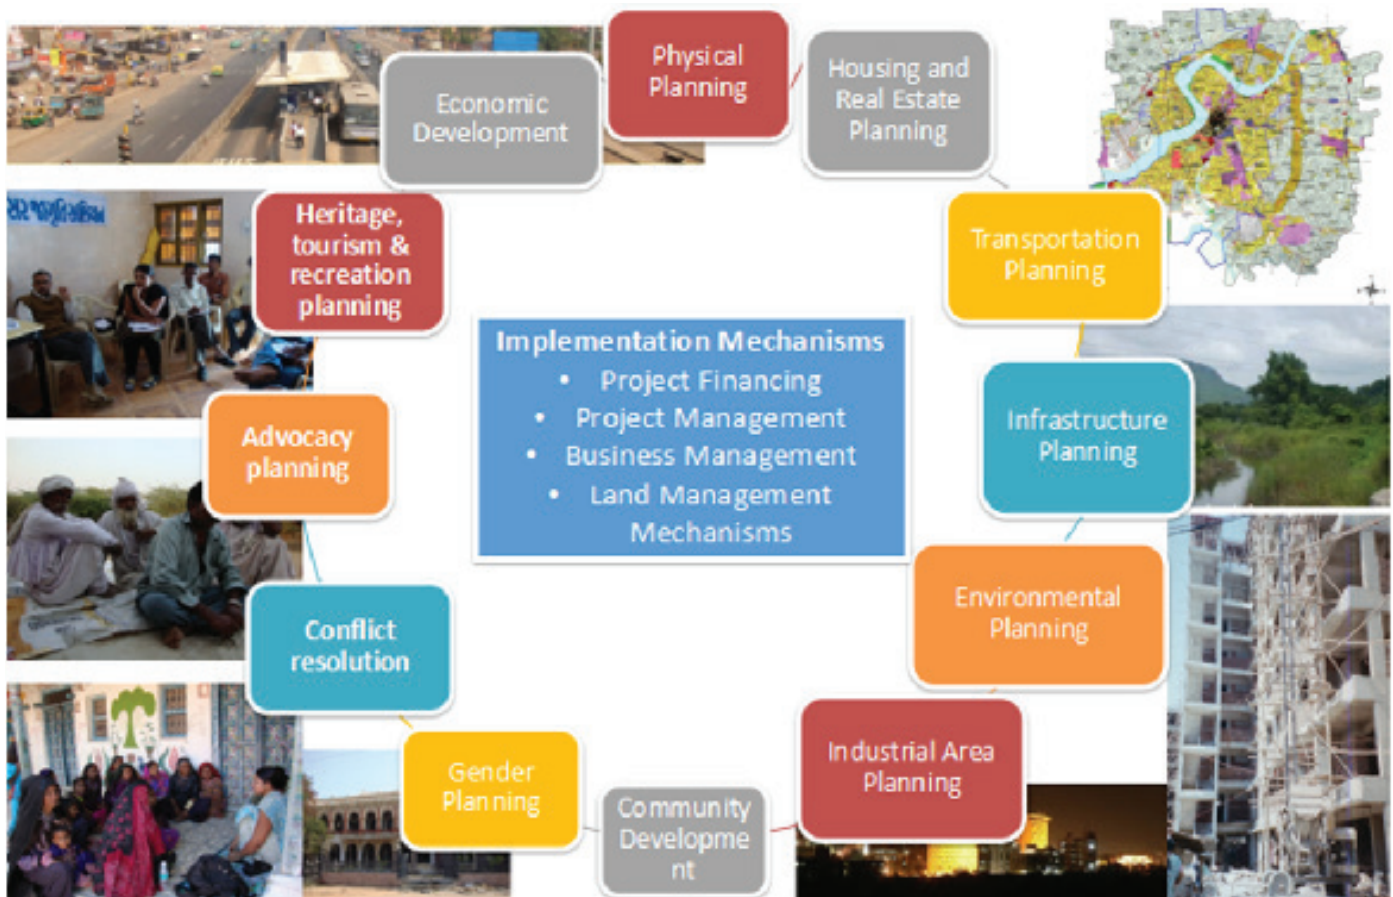 Physical
Planning
Housing and
Real Estate
Planning
Transportation
Planning
Infrastructure
Planning
Environmental
Planning
Industrial Area
Planning
Community
Developme
nt
Gender
Planning
Conflict
resolution
Advocacy
planning
Heritage,
tourism &
recreation
planning
Economic
Development
Implementation Mechanisms
• Project Financing
• Project Management
• Business Management
• Land Management
Mechanisms